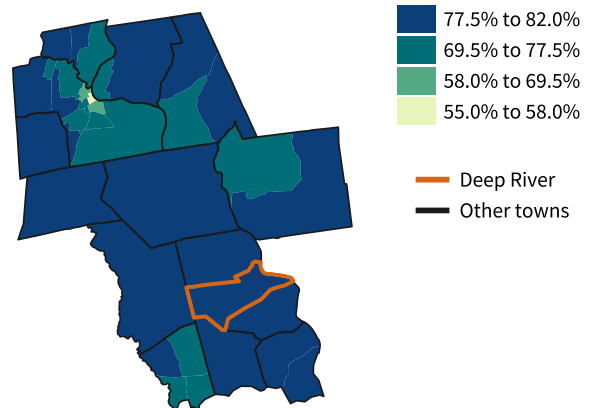 77.5% to 82.0%
69.5% to 77.5%
58.0% to 69.5%
55.0% to 58.0%
Deep River
Other towns